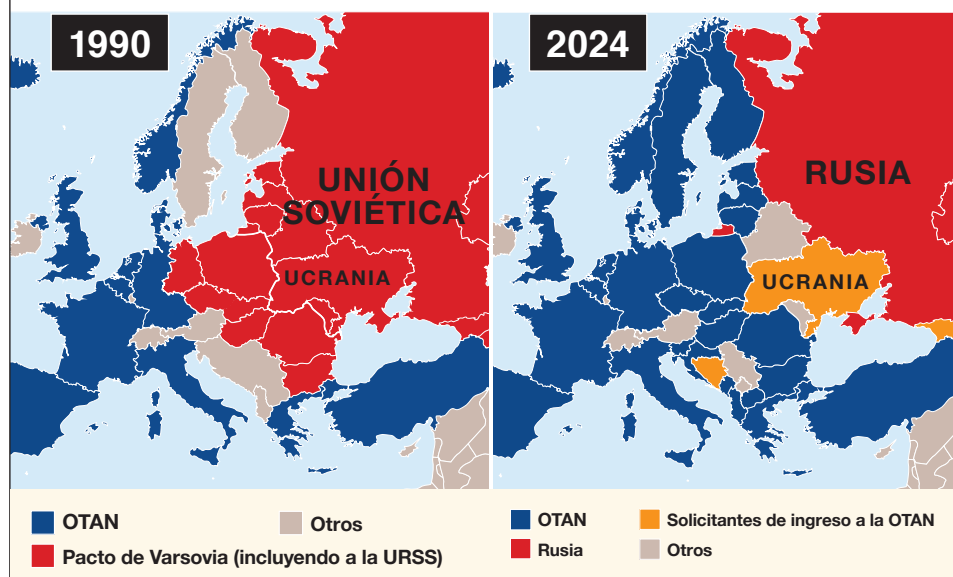 1990
UNIÓN
SOVIÉTICA
UCRANIA
OTAN
Otros
Pacto de Varsovia (incluyendo a la URSS)
2024
RUSIA
UCRANIA
OTAN
Solicitantes de ingreso a la OTAN
Rusia
Otros